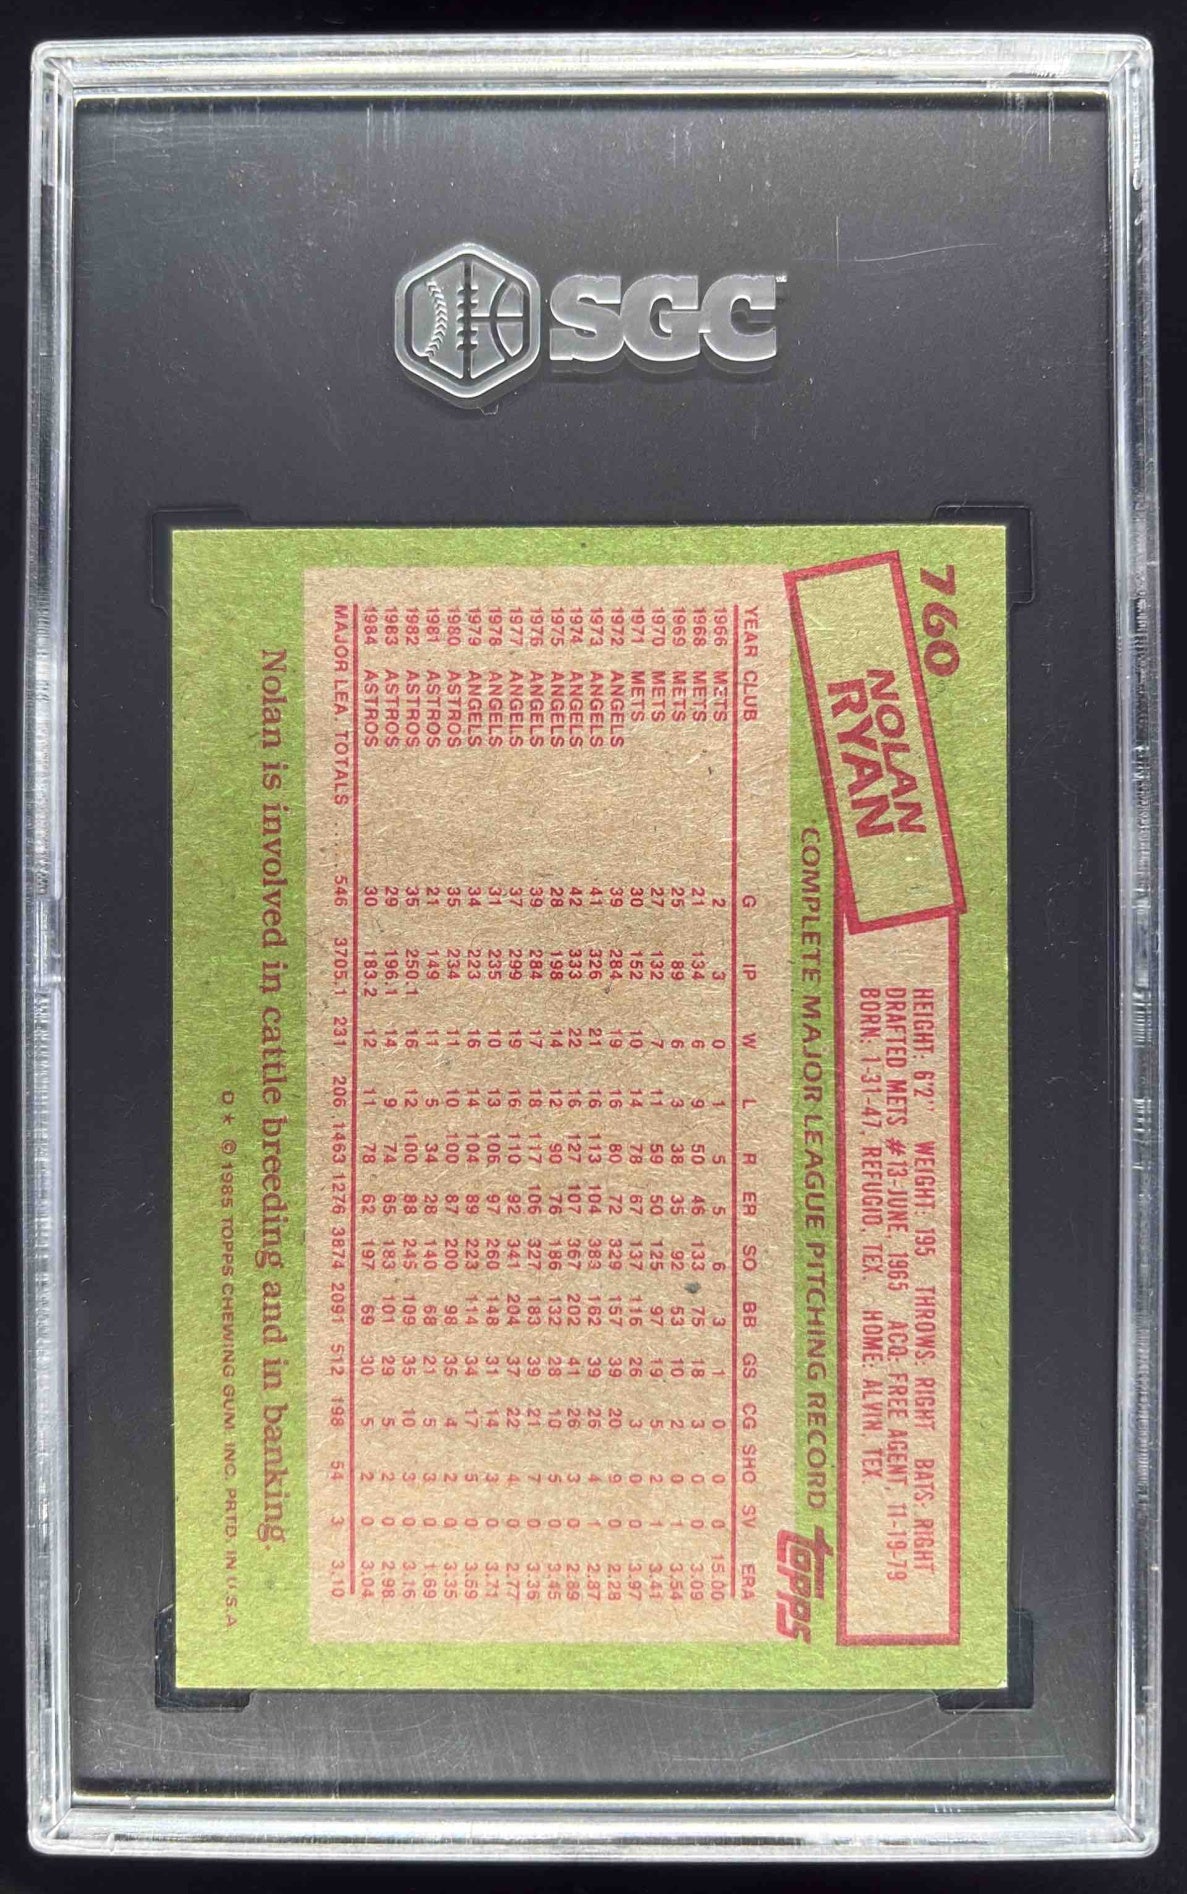 SGC
760
NOLAN
RYAN
HEIGHT: 6'2" WEIGHT: 195 THROWS: RIGHT BATS: RIGHT
DRAFTED METS #13-JUNE, 1965 ACQ: FREE AGENT, 11-19-79
BORN: 1-31-47, REFUGIO, TEX. HOME: ALVIN TEX.
COMPLETE MAJOR LEAGUE PITCHING RECORD
Topps
YEAR CLUB G IP W L R ER SO BB GS CG SHO SV ERA
1966 METS 2 3 0 1 5 5 6 3 1 0 0 0 15.00
1968 METS 21 134 6 9 50 46 133 75 18 3 0 0 3.09
1969 METS 25 89 6 3 38 35 92 53 10 2 0 1 3.54
1970 METS 27 132 7 11 59 50 125 97 19 5 2 1 3.41
1971 METS 30 152 10 14 78 67 137 116 26 3 0 0 3.97
1972 ANGELS 39 284 19 16 80 72 329 157 39 20 9 0 2.28
1973 ANGELS 41 326 21 16 113 104 383 162 39 26 4 1 2.87
1974 ANGELS 42 333 22 16 127 107 367 202 41 26 3 0 2.89
1975 ANGELS 28 198 14 12 90 76 186 132 28 10 5 0 3.45
1976 ANGELS 39 284 17 18 117 106 327 183 39 21 7 0 3.36
1977 ANGELS 37 299 19 16 110 92 341 204 37 22 4 0 2.77
1978 ANGELS 31 235 10 13 106 97 260 148 31 14 3 0 3.71
1979 ANGELS 34 223 16 14 104 89 223 114 34 17 5 0 3.59
1980 ASTROS 35 234 11 10 100 87 200 98 35 4 2 0 3.35
1981 ASTROS 21 149 11 5 34 28 140 68 21 5 3 0 1.69
1982 ASTROS 35 250.1 16 12 100 88 245 109 35 10 3 0 3.16
1983 ASTROS 29 196.1 14 9 74 65 183 101 29 5 2 0 2.98
1984 ASTROS 30 183.2 12 11 78 62 197 69 30 5 2 0 3.04
MAJOR LEA. TOTALS ..... 546 3705.1 231 206 1463 1276 3874 2091 512 198 54 3 3.10
Nolan is involved in cattle breeding and in banking.
D★ © 1985 TOPPS CHEWING GUM, INC. PRTD. IN U.S.A.